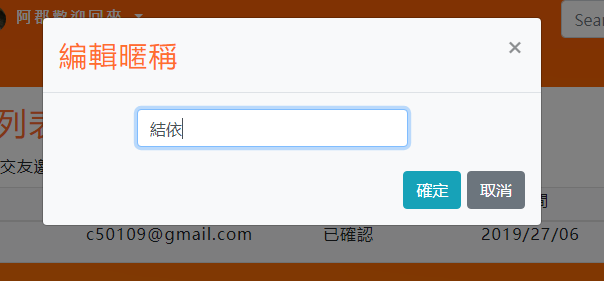 阿郡歡迎回來
Sear
編輯暱稱
×
結依
列表
交友邀
確定
取消
間
c50109@gmail.com
已確認
2019/27/06